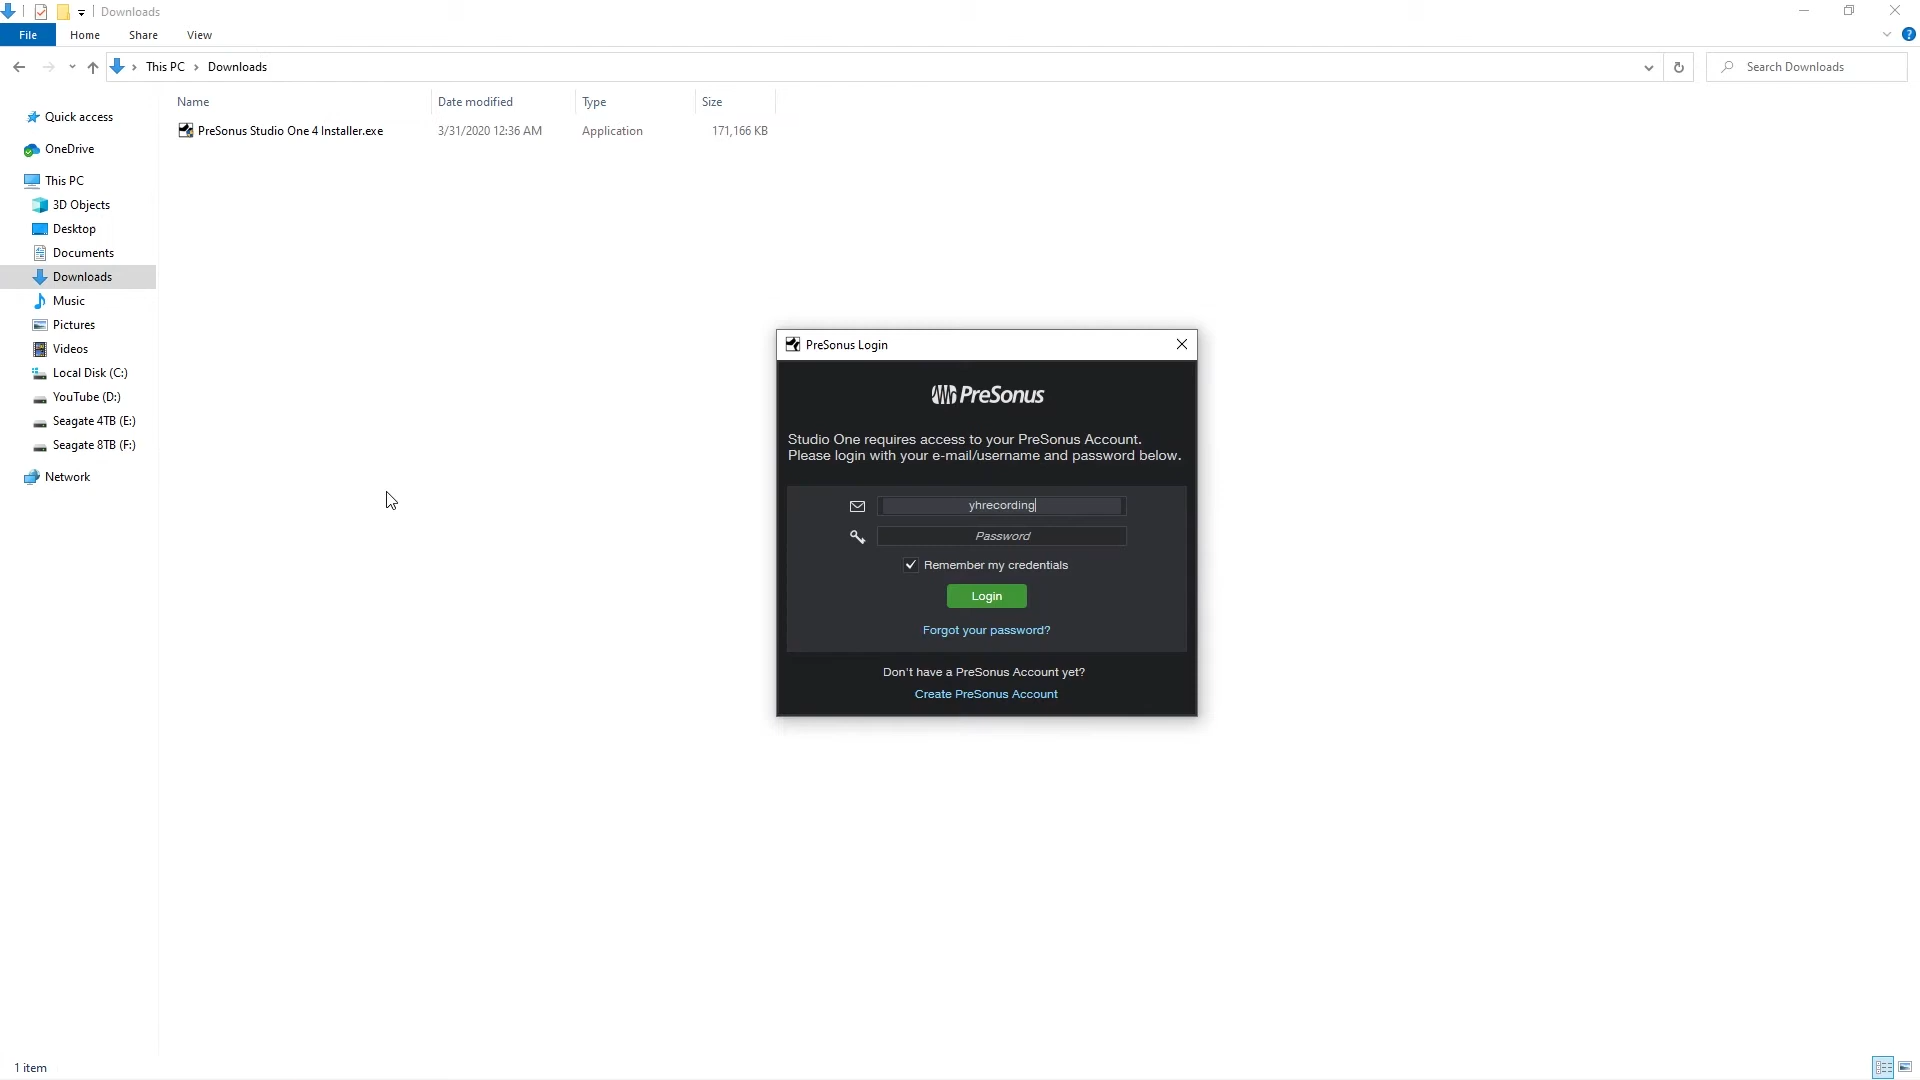 Downloads
File Home Share View
This PC Downloads
Search Downloads
Name Date modified Type Size
PreSonus Studio One 4 Installer.exe 3/31/2020 12:36 AM Application 171,166 KB
Quick access
OneDrive
This PC
3D Objects
Desktop
Documents
Downloads
Music
Pictures
Videos
Local Disk (C:)
YouTube (D:)
Seagate 4TB (E:)
Seagate 8TB (F:)
Network
PreSonus Login
PreSonus
Studio One requires access to your PreSonus Account.
Please login with your e-mail/username and password below.
yhrecording
Password
Remember my credentials
Login
Forgot your password?
Don't have a PreSonus Account yet?
Create PreSonus Account
1 item